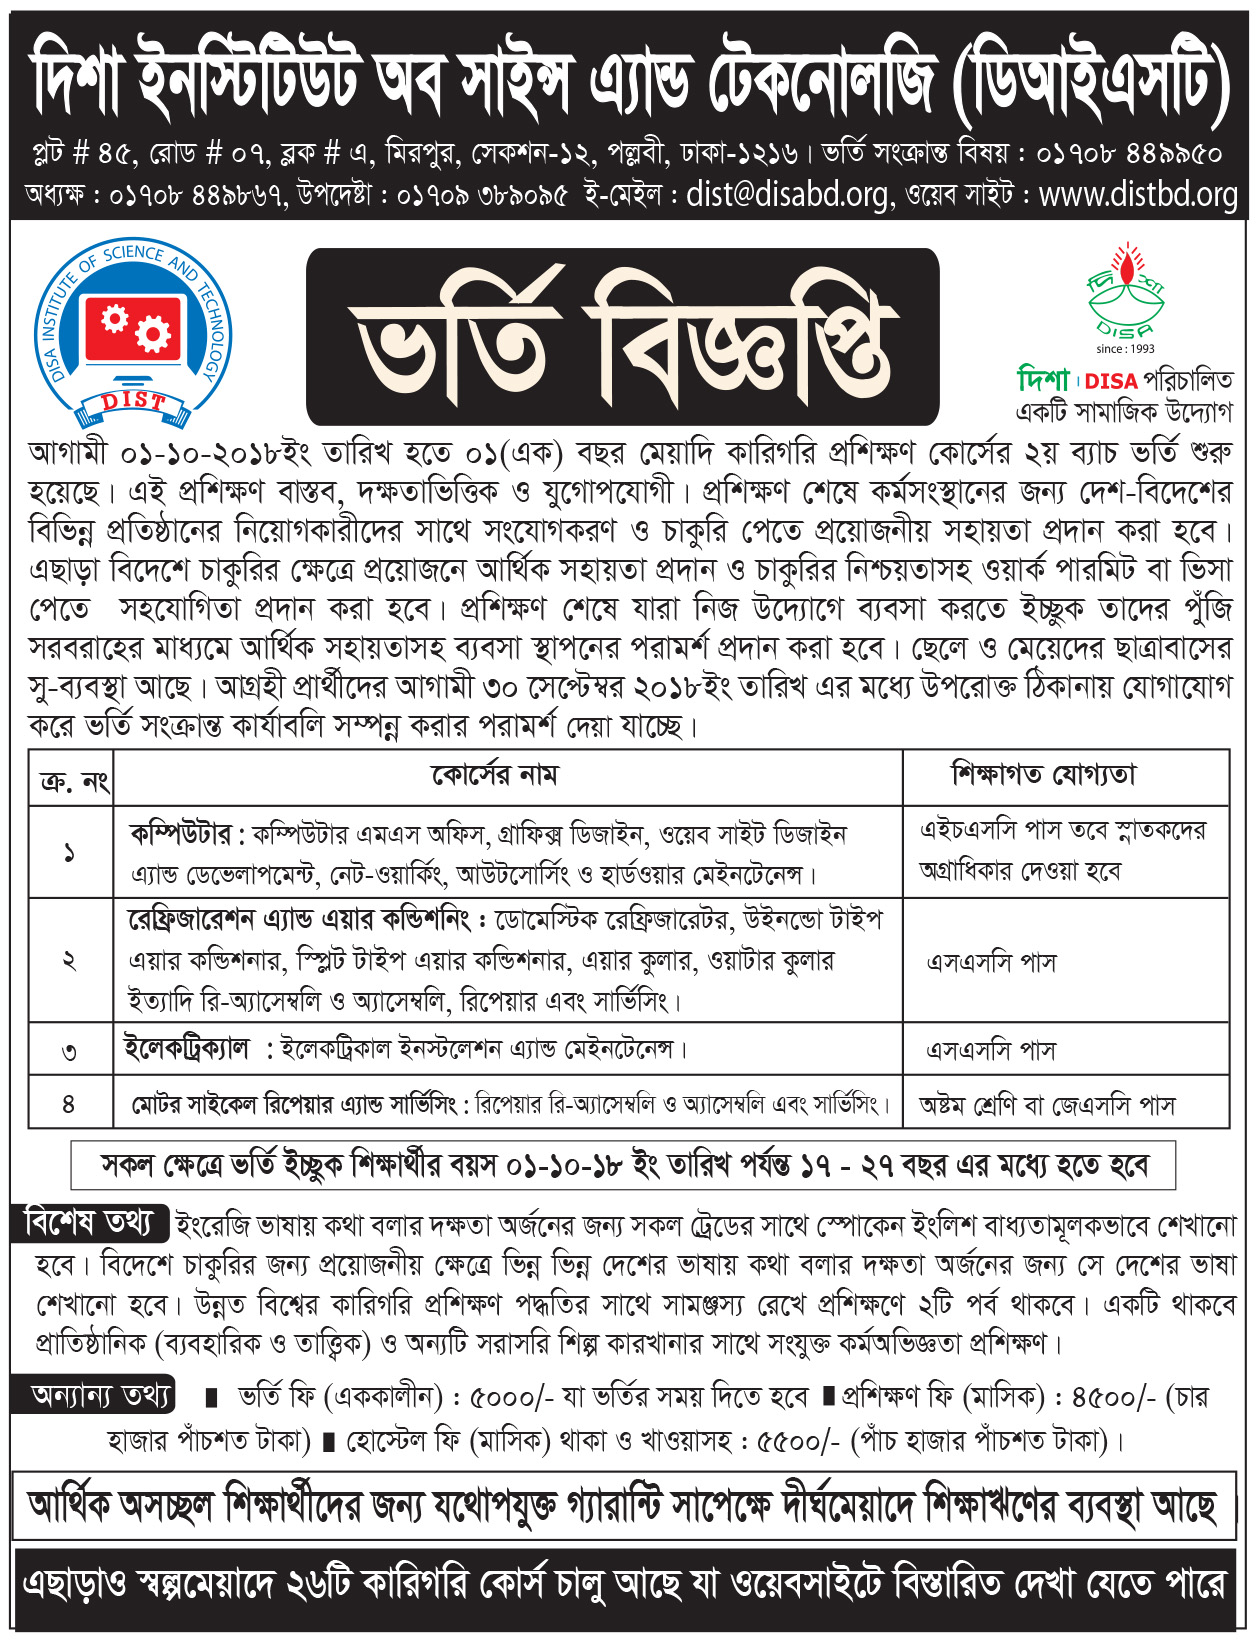 দিশা ইনস্টিটিউট অব সাইন্স এ্যান্ড টেকনোলজি (ডিআইএসটি)
প্লট # ৪৫, রোড # ০৭, ব্লক # এ, মিরপুর, সেকশন-১২, পল্লবী, ঢাকা-১২১৬। ভর্তি সংক্রান্ত বিষয় : ০১৭০৮ ৪৪৯৯৫০
অধ্যক্ষ : ০১৭০৮ ৪৪৯৮৬৭, উপদেষ্টা : ০১৭০৯ ৩৮৯০৯৫ ই-মেইল : dist@disabd.org, ওয়েব সাইট : www.distbd.org
DISA INSTITUTE OF SCIENCE AND TECHNOLOGY
DIST
ভর্তি বিজ্ঞপ্তি
দিশা
DISA
since : 1993
দিশা । DISA পরিচালিত
একটি সামাজিক উদ্যোগ
আগামী ০১-১০-২০১৮ইং তারিখ হতে ০১(এক) বছর মেয়াদি কারিগরি প্রশিক্ষণ কোর্সের ২য় ব্যাচ ভর্তি শুরু
হয়েছে। এই প্রশিক্ষণ বাস্তব, দক্ষতাভিত্তিক ও যুগোপযোগী। প্রশিক্ষণ শেষে কর্মসংস্থানের জন্য দেশ-বিদেশের
বিভিন্ন প্রতিষ্ঠানের নিয়োগকারীদের সাথে সংযোগকরণ ও চাকুরি পেতে প্রয়োজনীয় সহায়তা প্রদান করা হবে।
এছাড়া বিদেশে চাকুরির ক্ষেত্রে প্রয়োজনে আর্থিক সহায়তা প্রদান ও চাকুরির নিশ্চয়তাসহ ওয়ার্ক পারমিট বা ভিসা
পেতে সহযোগিতা প্রদান করা হবে। প্রশিক্ষণ শেষে যারা নিজ উদ্যোগে ব্যবসা করতে ইচ্ছুক তাদের পুঁজি
সরবরাহের মাধ্যমে আর্থিক সহায়তাসহ ব্যবসা স্থাপনের পরামর্শ প্রদান করা হবে। ছেলে ও মেয়েদের ছাত্রাবাসের
সু-ব্যবস্থা আছে। আগ্রহী প্রার্থীদের আগামী ৩০ সেপ্টেম্বর ২০১৮ইং তারিখ এর মধ্যে উপরোক্ত ঠিকানায় যোগাযোগ
করে ভর্তি সংক্রান্ত কার্যাবলি সম্পন্ন করার পরামর্শ দেয়া যাচ্ছে।
ক্র. নং কোর্সের নাম শিক্ষাগত যোগ্যতা
১ কম্পিউটার : কম্পিউটার এমএস অফিস, গ্রাফিক্স ডিজাইন, ওয়েব সাইট ডিজাইন
এ্যান্ড ডেভেলাপমেন্ট, নেট-ওয়ার্কিং, আউটসোর্সিং ও হার্ডওয়ার মেইনটেনেন্স।
এইচএসসি পাস তবে স্নাতকদের
অগ্রাধিকার দেওয়া হবে
২ রেফ্রিজারেশন এ্যান্ড এয়ার কন্ডিশনিং : ডোমেস্টিক রেফ্রিজারেটর, উইনন্ডো টাইপ
এয়ার কন্ডিশনার, স্প্লিট টাইপ এয়ার কন্ডিশনার, এয়ার কুলার, ওয়াটার কুলার
ইত্যাদি রি-অ্যাসেম্বলি ও অ্যাসেম্বলি, রিপেয়ার এবং সার্ভিসিং।
এসএসসি পাস
৩ ইলেকট্রিক্যাল : ইলেকট্রিকাল ইনস্টলেশন এ্যান্ড মেইনটেনেন্স। এসএসসি পাস
৪ মোটর সাইকেল রিপেয়ার এ্যান্ড সার্ভিসিং : রিপেয়ার রি-অ্যাসেম্বলি ও অ্যাসেম্বলি এবং সার্ভিসিং। অষ্টম শ্রেণি বা জেএসসি পাস
সকল ক্ষেত্রে ভর্তি ইচ্ছুক শিক্ষার্থীর বয়স ০১-১০-১৮ ইং তারিখ পর্যন্ত ১৭ - ২৭ বছর এর মধ্যে হতে হবে
বিশেষ তথ্য ইংরেজি ভাষায় কথা বলার দক্ষতা অর্জনের জন্য সকল ট্রেডের সাথে স্পোকেন ইংলিশ বাধ্যতামূলকভাবে শেখানো
হবে। বিদেশে চাকুরির জন্য প্রয়োজনীয় ক্ষেত্রে ভিন্ন ভিন্ন দেশের ভাষায় কথা বলার দক্ষতা অর্জনের জন্য সে দেশের ভাষা
শেখানো হবে। উন্নত বিশ্বের কারিগরি প্রশিক্ষণ পদ্ধতির সাথে সামঞ্জস্য রেখে প্রশিক্ষণে ২টি পর্ব থাকবে। একটি থাকবে
প্রাতিষ্ঠানিক (ব্যবহারিক ও তাত্ত্বিক) ও অন্যটি সরাসরি শিল্প কারখানার সাথে সংযুক্ত কর্মঅভিজ্ঞতা প্রশিক্ষণ।
অন্যান্য তথ্য ■ ভর্তি ফি (এককালীন) : ৫০০০/- যা ভর্তির সময় দিতে হবে ■ প্রশিক্ষণ ফি (মাসিক) : ৪৫০০/- (চার
হাজার পাঁচশত টাকা) ■ হোস্টেল ফি (মাসিক) থাকা ও খাওয়াসহ : ৫৫০০/- (পাঁচ হাজার পাঁচশত টাকা)।
আর্থিক অসচ্ছল শিক্ষার্থীদের জন্য যথোপযুক্ত গ্যারান্টি সাপেক্ষে দীর্ঘমেয়াদে শিক্ষাঋণের ব্যবস্থা আছে
এছাড়াও স্বল্পমেয়াদে ২৬টি কারিগরি কোর্স চালু আছে যা ওয়েবসাইটে বিস্তারিত দেখা যেতে পারে